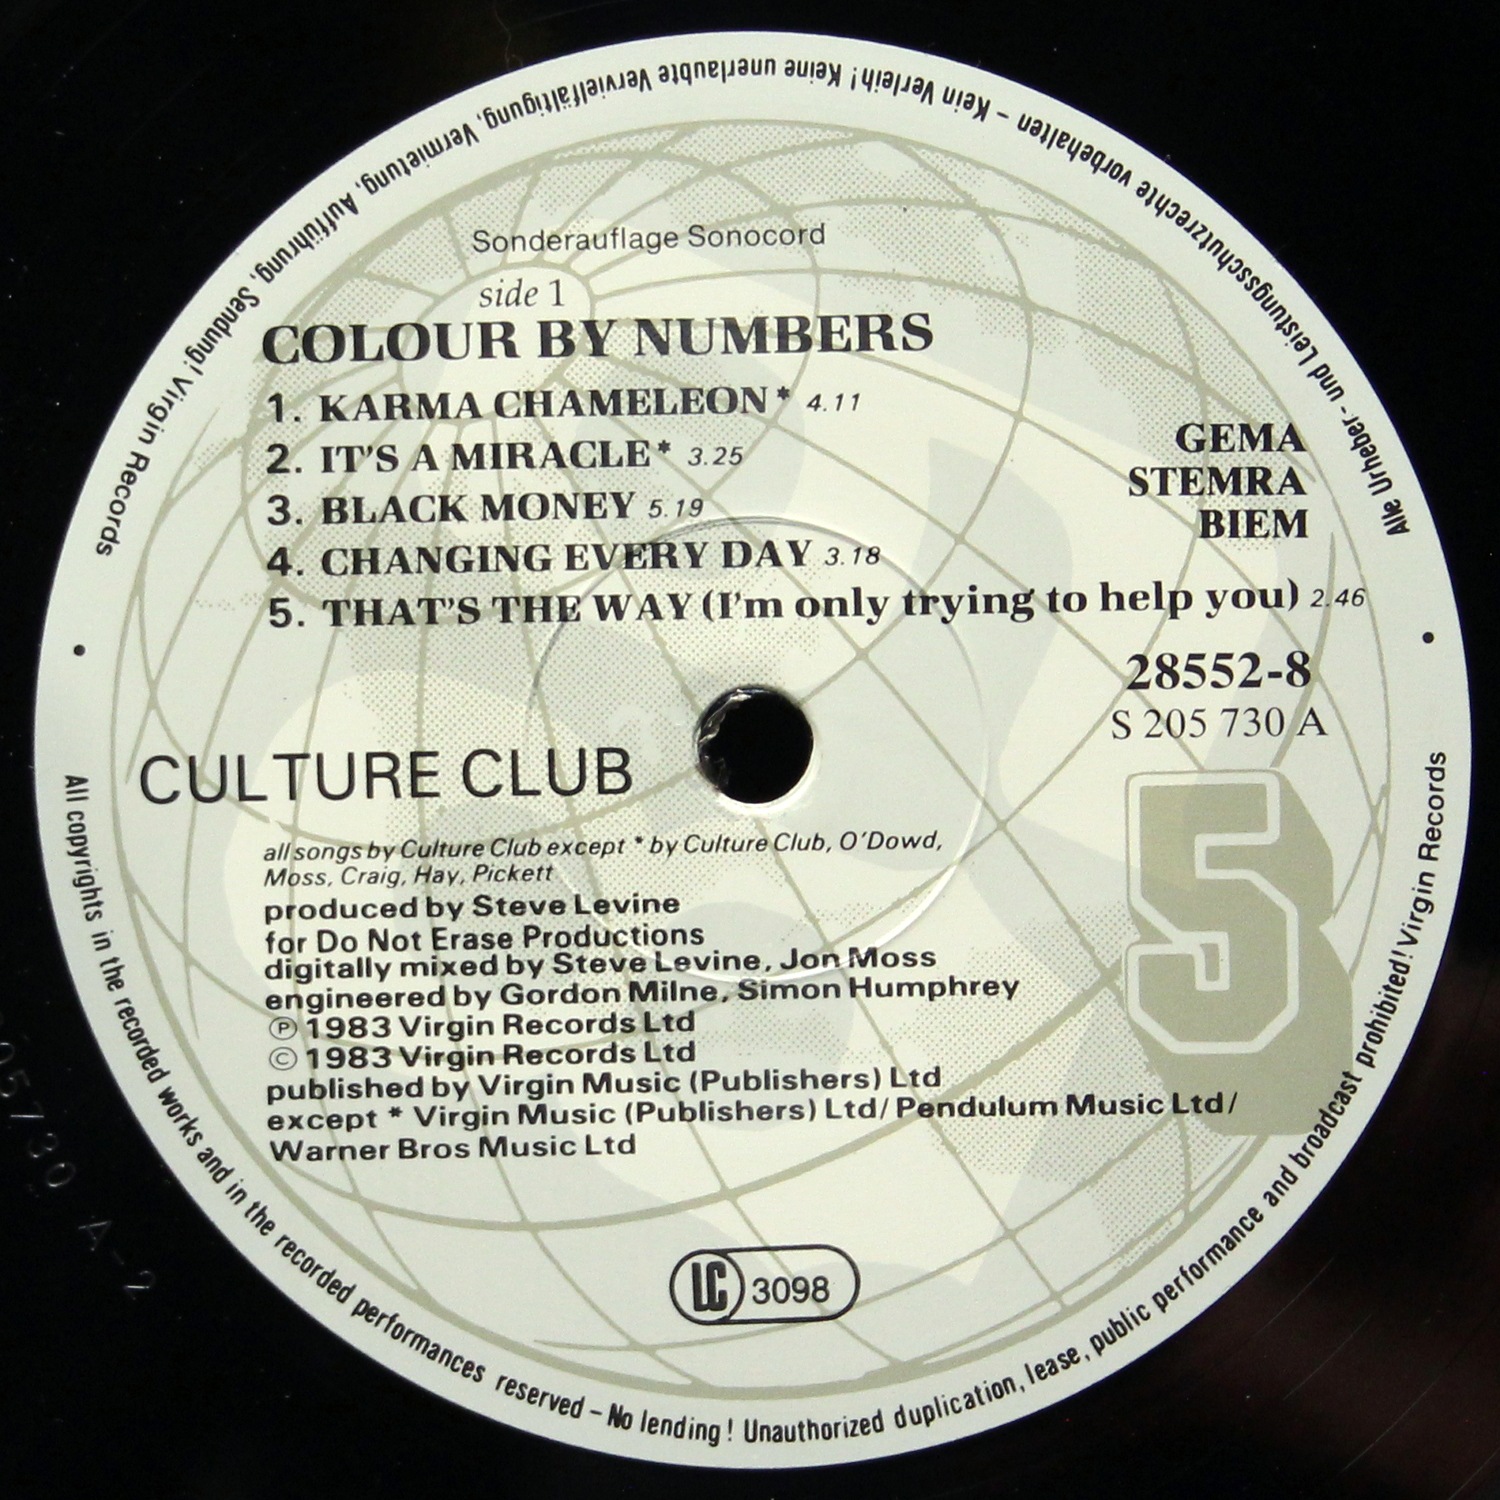 Alle Urheber- und Leistungsschutzrechte vorbehalten – Kein Verleih! Keine unerlaubte Vervielfältigung, Vermietung, Aufführung, Sendung! Virgin Records
Sonderauflage Sonocord
side 1
COLOUR BY NUMBERS
1. KARMA CHAMELEON* 4.11
2. IT'S A MIRACLE* 3.25
3. BLACK MONEY 5.19
4. CHANGING EVERY DAY 3.18
5. THAT'S THE WAY (I'm only trying to help you) 2.46
GEMA
STEMRA
BIEM
28552-8
S 205 730 A
CULTURE CLUB
5
all songs by Culture Club except * by Culture Club, O'Dowd,
Moss, Craig, Hay, Pickett
produced by Steve Levine
for Do Not Erase Productions
digitally mixed by Steve Levine, Jon Moss
engineered by Gordon Milne, Simon Humphrey
Ⓟ 1983 Virgin Records Ltd
© 1983 Virgin Records Ltd
published by Virgin Music (Publishers) Ltd
except * Virgin Music (Publishers) Ltd/Pendulum Music Ltd/
Warner Bros Music Ltd
LC 3098
All copyrights in the recorded works and in the recorded performances reserved – No lending! Unauthorized duplication, lease, public performance and broadcast prohibited! Virgin Records